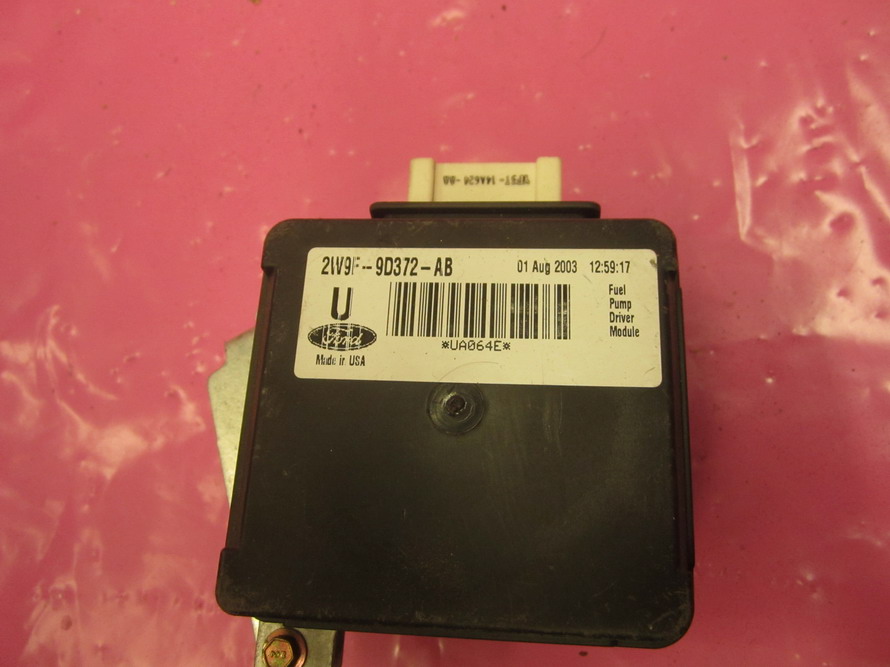 2W9F-9D372-AB 01 Aug 2003 12:59:17
U
Fuel
Pump
Driver
Module
Ford
Made in USA
*UA064E*